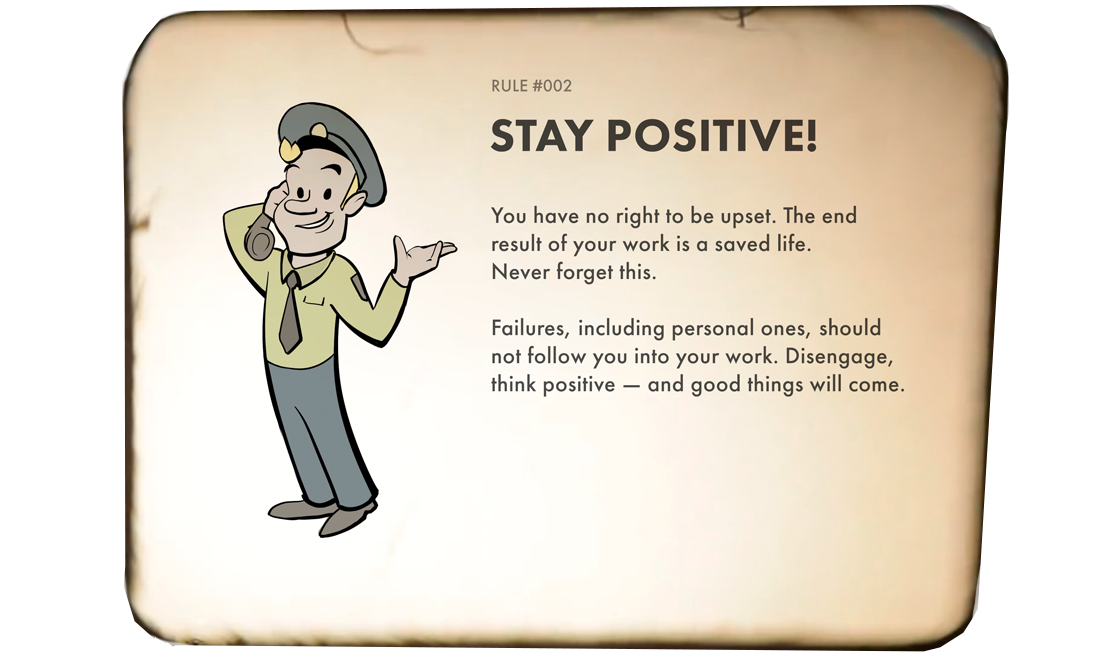 RULE #002
STAY POSITIVE!
You have no right to be upset. The end
result of your work is a saved life.
Never forget this.
Failures, including personal ones, should
not follow you into your work. Disengage,
think positive — and good things will come.